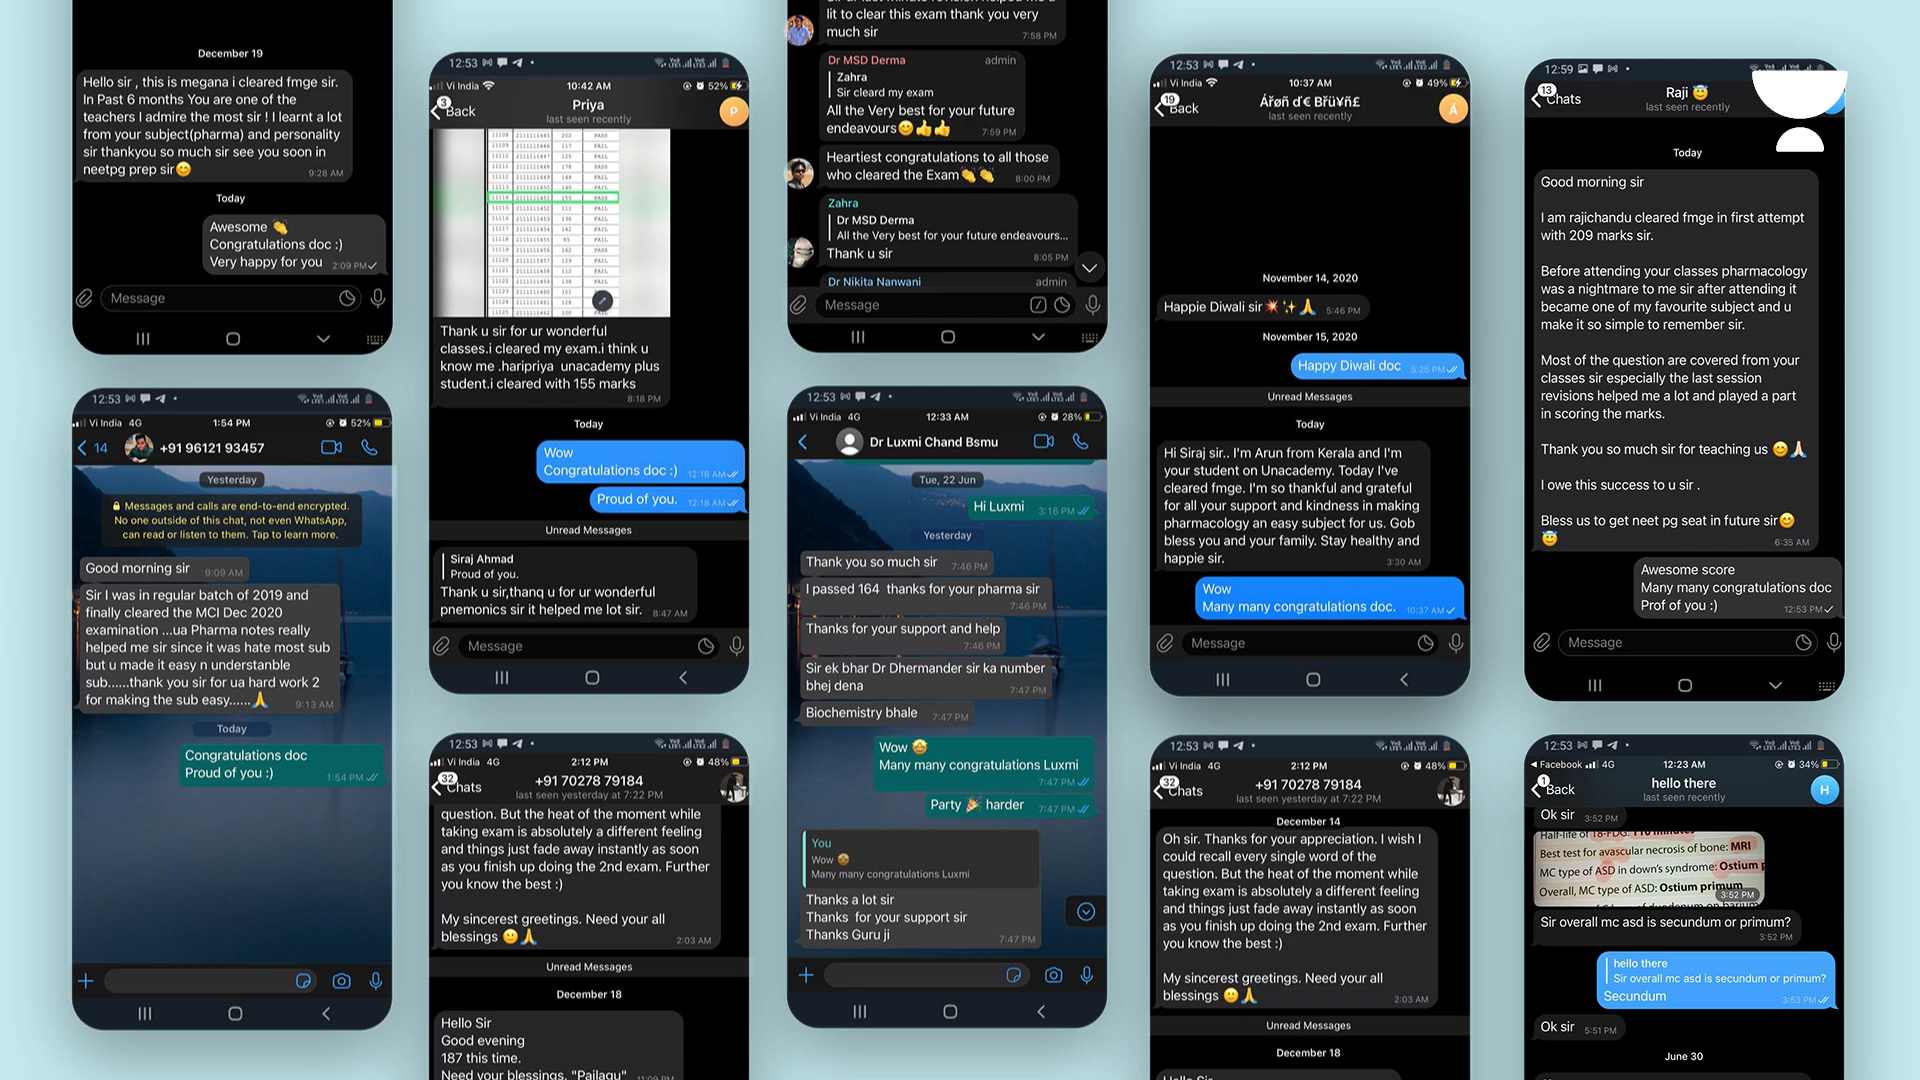 December 19
Hello sir , this is megana i cleared fmge sir.
In Past 6 months You are one of the
teachers I admire the most sir ! I learnt a lot
from your subject(pharma) and personality
sir thankyou so much sir see you soon in
neetpg prep sir😊
9:28 AM
Today
Awesome 👏
Congratulations doc :)
Very happy for you 2:09 PM
Message
12:53
Vi India 4G 1:54 PM 52%
14 +91 96121 93457
Yesterday
Messages and calls are end-to-end encrypted.
No one outside of this chat, not even WhatsApp,
can read or listen to them. Tap to learn more.
Good morning sir 9:09 AM
Sir I was in regular batch of 2019 and
finally cleared the MCI Dec 2020
examination ...ua Pharma notes really
helped me sir since it was hate most sub
but u made it easy n understanble
sub......thank you sir for ua hard work 2
for making the sub easy......🙏 9:13 AM
Today
Congratulations doc
Proud of you :) 1:54 PM
12:53
Vi India 10:42 AM 52%
3 Back Priya P
last seen recently
Thank u sir for ur wonderful
classes.i cleared my exam.i think u
know me .haripriya unacademy plus
student.i cleared with 155 marks
8:18 PM
Today
Wow
Congratulations doc :) 12:18 AM
Proud of you. 12:18 AM
Unread Messages
Siraj Ahmad
Proud of you.
Thank u sir,thanq u for ur wonderful
pnemonics sir it helped me lot sir. 8:47 AM
Message
12:53
Vi India 4G 2:12 PM 48%
32 Chats +91 70278 79184
last seen yesterday at 7:22 PM
question. But the heat of the moment while
taking exam is absolutely a different feeling
and things just fade away instantly as soon
as you finish up doing the 2nd exam. Further
you know the best :)
My sincerest greetings. Need your all
blessings 🙂🙏 2:03 AM
Unread Messages
December 18
Hello Sir
Good evening
187 this time.
Need your blessings. "Pailagu" 11:09 PM
lit to clear this exam thank you very
much sir 7:58 PM
Dr MSD Derma admin
Zahra
Sir cleard my exam
All the Very best for your future
endeavours😊👍👍 7:59 PM
Heartiest congratulations to all those
who cleared the Exam👏👏 8:00 PM
Zahra
Dr MSD Derma
All the Very best for your future endeavours...
Thank u sir 8:05 PM
Dr Nikita Nanwani admin
Message
12:53
Vi India 4G 12:33 AM 28%
Dr Luxmi Chand Bsmu
Tue, 22 Jun
Hi Luxmi 3:16 PM
Yesterday
Thank you so much sir 7:46 PM
I passed 164 thanks for your pharma sir
7:46 PM
Thanks for your support and help
7:46 PM
Sir ek bhar Dr Dhermander sir ka number
bhej dena 7:47 PM
Biochemistry bhale 7:47 PM
Wow 🤩
Many many congratulations Luxmi
7:47 PM
Party 🎉 harder 7:47 PM
You
Wow 🤩
Many many congratulations Luxmi
Thanks a lot sir
Thanks for your support sir
Thanks Guru ji 7:47 PM
12:53
Vi India 10:37 AM 49%
19 Back Ářøñ ď€ Břü¥ñ£ Á
last seen recently
November 14, 2020
Happie Diwali sir💥✨🙏 5:46 PM
November 15, 2020
Happy Diwali doc 5:25 PM
Unread Messages
Today
Hi Siraj sir.. I'm Arun from Kerala and I'm
your student on Unacademy. Today I've
cleared fmge. I'm so thankful and grateful
for all your support and kindness in making
pharmacology an easy subject for us. Gob
bless you and your family. Stay healthy and
happie sir. 3:30 AM
Wow
Many many congratulations doc. 10:37 AM
Message
12:53
Vi India 4G 2:12 PM 48%
32 Chats +91 70278 79184
last seen yesterday at 7:22 PM
December 14
Oh sir. Thanks for your appreciation. I wish I
could recall every single word of the
question. But the heat of the moment while
taking exam is absolutely a different feeling
and things just fade away instantly as soon
as you finish up doing the 2nd exam. Further
you know the best :)
My sincerest greetings. Need your all
blessings 🙂🙏 2:03 AM
Unread Messages
December 18
Hello Sir
12:59
13 Chats Raji 😇
last seen recently
Today
Good morning sir
I am rajichandu cleared fmge in first attempt
with 209 marks sir.
Before attending your classes pharmacology
was a nightmare to me sir after attending it
became one of my favourite subject and u
make it so simple to remember sir.
Most of the question are covered from your
classes sir especially the last session
revisions helped me a lot and played a part
in scoring the marks.
Thank you so much sir for teaching us 😊🙏
I owe this success to u sir .
Bless us to get neet pg seat in future sir😊
😇 6:35 AM
Awesome score
Many many congratulations doc
Prof of you :) 12:53 PM
Message
12:53
Facebook 4G 12:23 AM 34%
1 Back hello there H
last seen recently
Ok sir 3:52 PM
Half-life of 18-FDG: 110 minutes
Best test for avascular necrosis of bone: MRI
MC type of ASD in down's syndrome: Ostium p
Overall, MC type of ASD: Ostium primum
3:52 PM
Sir overall mc asd is secundum or primum?
3:52 PM
hello there
Sir overall mc asd is secundum or primum?
Secundum 3:53 PM
Ok sir 5:51 PM
June 30